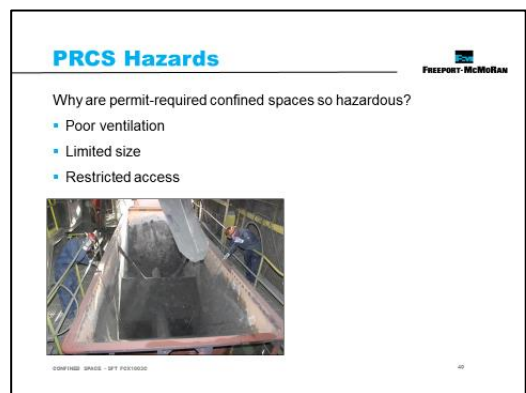 PRCS Hazards
FREEPORT-MCMORAN
Why are permit-required confined spaces so hazardous?
Poor ventilation
Limited size
Restricted access
CONFINED SPACE - SFT FCX1003C